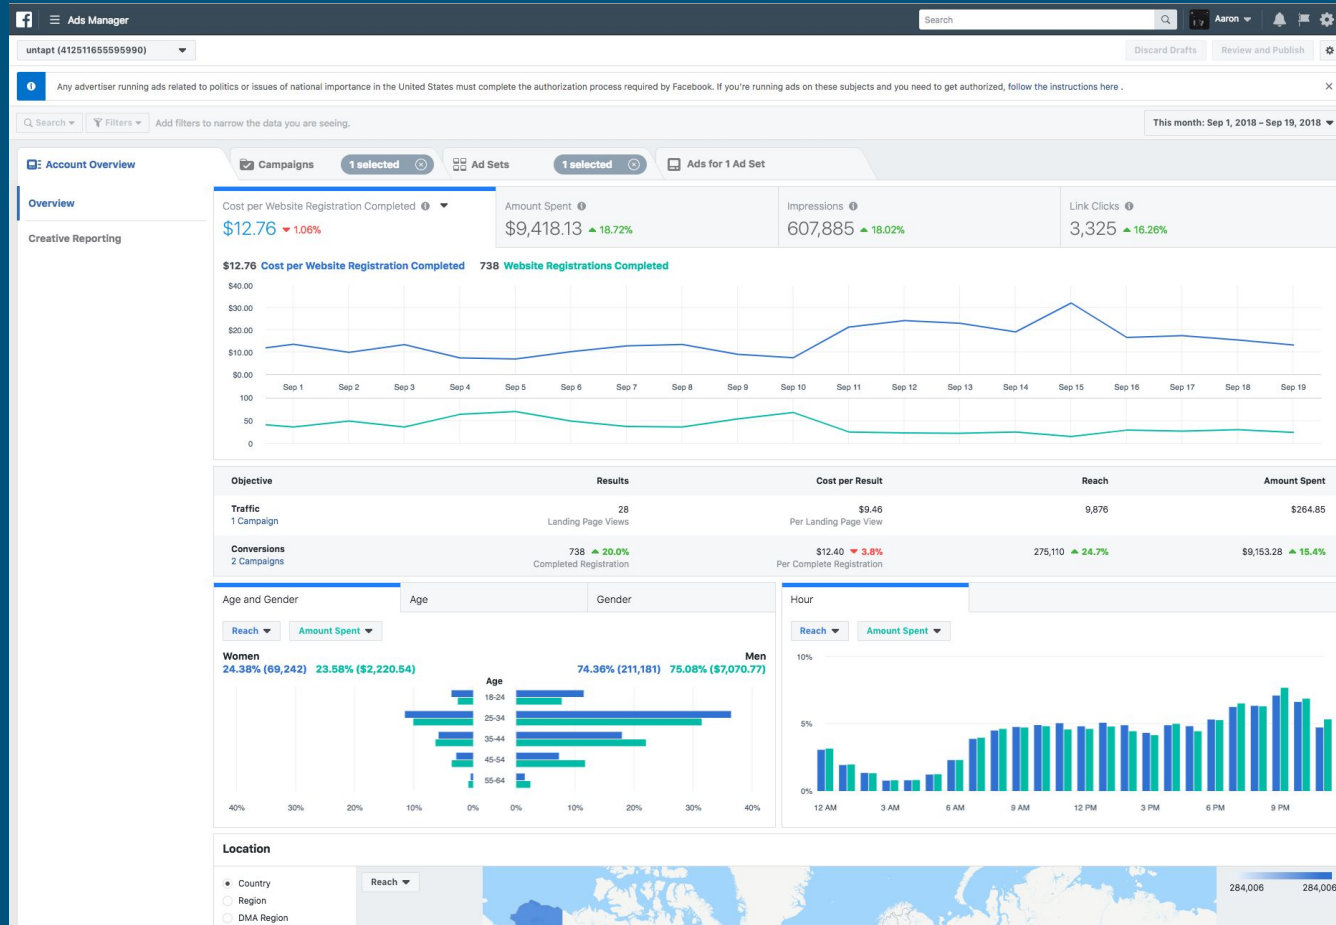 f Ads Manager Search Aaron
untapt (412511655595990) Discard Drafts Review and Publish
Any advertiser running ads related to politics or issues of national importance in the United States must complete the authorization process required by Facebook. If you're running ads on these subjects and you need to get authorized, follow the instructions here .
Search Filters Add filters to narrow the data you are seeing. This month: Sep 1, 2018 – Sep 19, 2018
Account Overview Campaigns 1 selected Ad Sets 1 selected Ads for 1 Ad Set
Overview
Creative Reporting
Cost per Website Registration Completed Amount Spent Impressions Link Clicks
$12.76 1.06% $9,418.13 18.72% 607,885 18.02% 3,325 16.26%
$12.76 Cost per Website Registration Completed 738 Website Registrations Completed
$40.00
$30.00
$20.00
$10.00
$0.00
Sep 1 Sep 2 Sep 3 Sep 4 Sep 5 Sep 6 Sep 7 Sep 8 Sep 9 Sep 10 Sep 11 Sep 12 Sep 13 Sep 14 Sep 15 Sep 16 Sep 17 Sep 18 Sep 19
100
50
0
Objective Results Cost per Result Reach Amount Spent
Traffic 28 $9.46 9,876 $264.85
1 Campaign Landing Page Views Per Landing Page View
Conversions 738 20.0% $12.40 3.8% 275,110 24.7% $9,153.28 15.4%
2 Campaigns Completed Registration Per Complete Registration
Age and Gender Age Gender
Reach Amount Spent
Women Men
24.38% (69,242) 23.58% ($2,220.54) 74.36% (211,181) 75.08% ($7,070.77)
Age
18-24
25-34
35-44
45-54
55-64
40% 30% 20% 10% 0% 0% 10% 20% 30% 40%
Hour
Reach Amount Spent
10%
5%
0%
12 AM 3 AM 6 AM 9 AM 12 PM 3 PM 6 PM 9 PM
Location
Country
Region
DMA Region
Reach
284,006 284,006